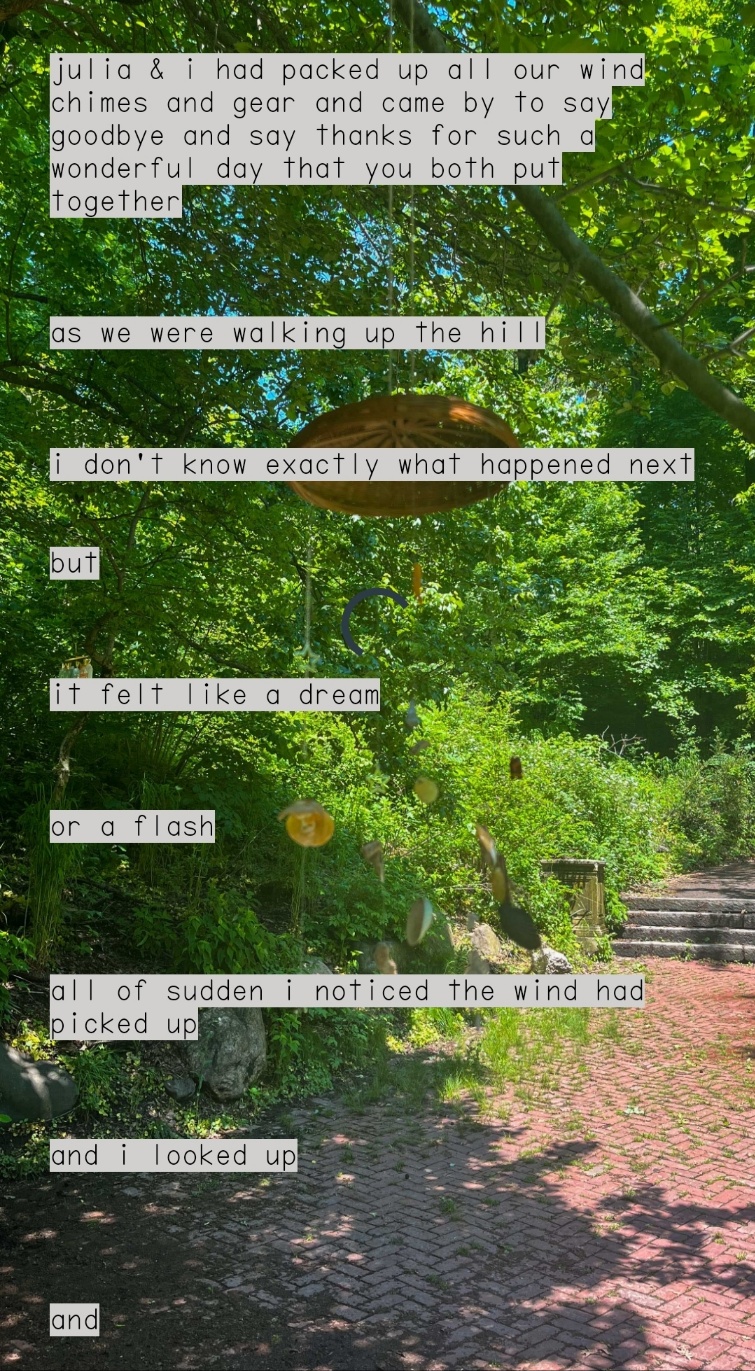 julia & i had packed up all our wind
chimes and gear and came by to say
goodbye and say thanks for such a
wonderful day that you both put
together
as we were walking up the hill
i don't know exactly what happened next
but
it felt like a dream
or a flash
all of sudden i noticed the wind had
picked up
and i looked up
and